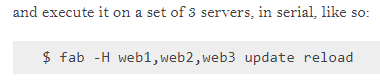 and execute it on a set of 3 servers, in serial, like so:
$ fab -H web1,web2,web3 update reload